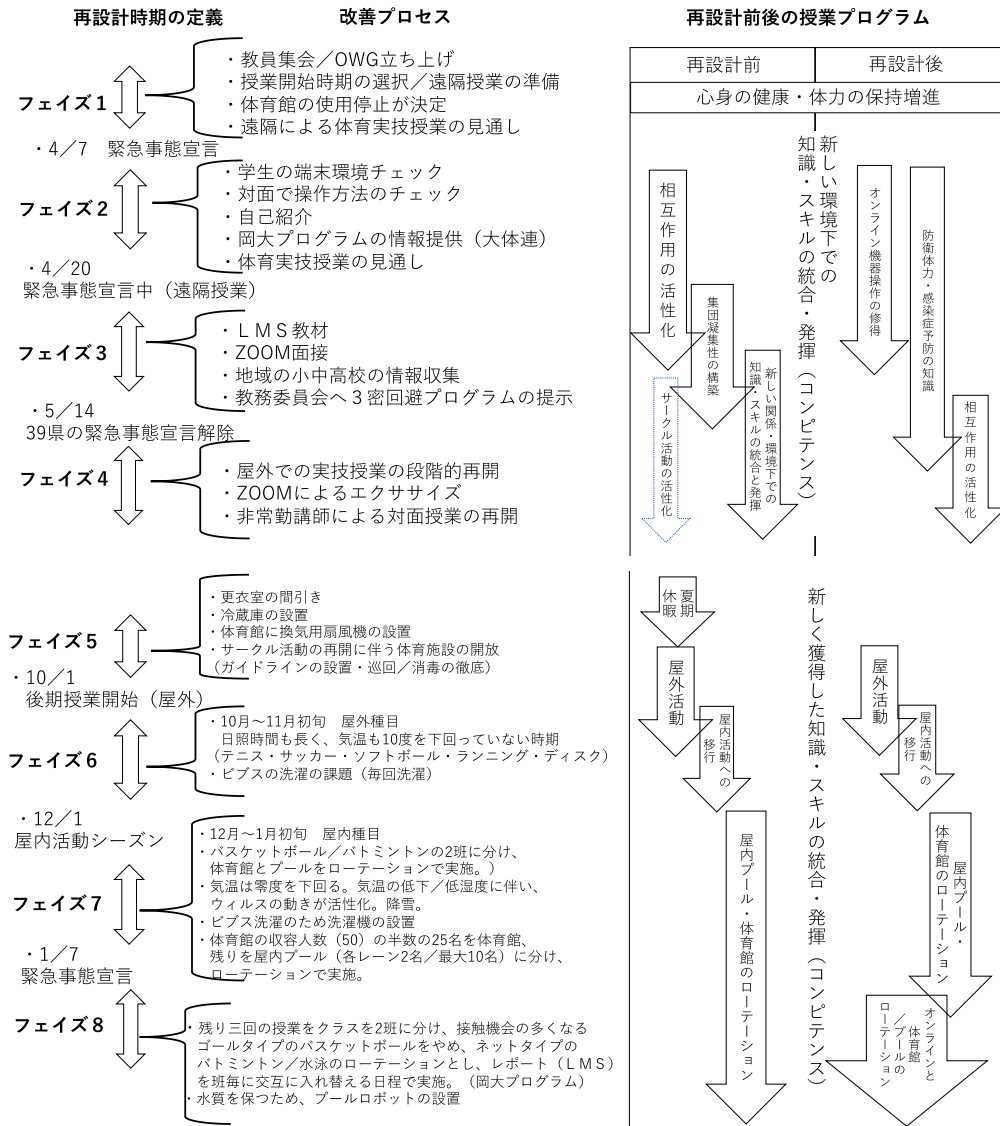 再設計時期の定義
改善プロセス
再設計前後の授業プログラム
フェイズ1
・教員集会／OWG立ち上げ
・授業開始時期の選択／遠隔授業の準備
・体育館の使用停止が決定
・遠隔による体育実技授業の見通し
・4／7　緊急事態宣言
フェイズ2
・学生の端末環境チェック
・対面で操作方法のチェック
・自己紹介
・岡大プログラムの情報提供（大体連）
・体育実技授業の見通し
・4／20
緊急事態宣言中（遠隔授業）
フェイズ3
・ＬＭＳ教材
・ZOOM面接
・地域の小中高校の情報収集
・教務委員会へ３密回避プログラムの提示
・5／14
39県の緊急事態宣言解除
フェイズ4
・屋外での実技授業の段階的再開
・ZOOMによるエクササイズ
・非常勤講師による対面授業の再開
フェイズ5
・更衣室の間引き
・冷蔵庫の設置
・体育館に換気用扇風機の設置
・サークル活動の再開に伴う体育施設の開放
（ガイドラインの設置・巡回／消毒の徹底）
・10／1
後期授業開始（屋外）
フェイズ6
・10月～11月初旬　屋外種目
日照時間も長く、気温も10度を下回っていない時期
（テニス・サッカー・ソフトボール・ランニング・ディスク）
・ビブスの洗濯の課題（毎回洗濯）
・12／1
屋内活動シーズン
フェイズ7
・12月～1月初旬　屋内種目
・バスケットボール／バトミントンの2班に分け、
体育館とプールをローテーションで実施。）
・気温は零度を下回る。気温の低下／低湿度に伴い、
ウィルスの動きが活性化。降雪。
・ビブス洗濯のため洗濯機の設置
・体育館の収容人数（50）の半数の25名を体育館、
残りを屋内プール（各レーン2名／最大10名）に分け、
ローテーションで実施。
・1／7
緊急事態宣言
フェイズ8
・残り三回の授業をクラスを2班に分け、接触機会の多くなる
ゴールタイプのバスケットボールをやめ、ネットタイプの
バトミントン／水泳のローテーションとし、レポート（ＬＭＳ）
を班毎に交互に入れ替える日程で実施。（岡大プログラム）
・水質を保つため、プールロボットの設置
再設計前
再設計後
心身の健康・体力の保持増進
相互作用の活性化
集団凝集性の構築
新しい関係・環境下での
知識・スキルの統合と発揮
サークル活動の活性化
新しい環境下での
知識・スキルの統合・発揮（コンピテンス）
オンライン機器操作の修得
防衛体力・感染症予防の知識
相互作用の活性化
夏期
休暇
屋外活動
屋内活動への
移行
屋内プール・体育館のローテーション
新しく獲得した知識・スキルの統合・発揮（コンピテンス）
屋外活動
屋内活動への
移行
屋内プール・
体育館のローテーション
オンラインと
体育館
／プールの
ローテーション